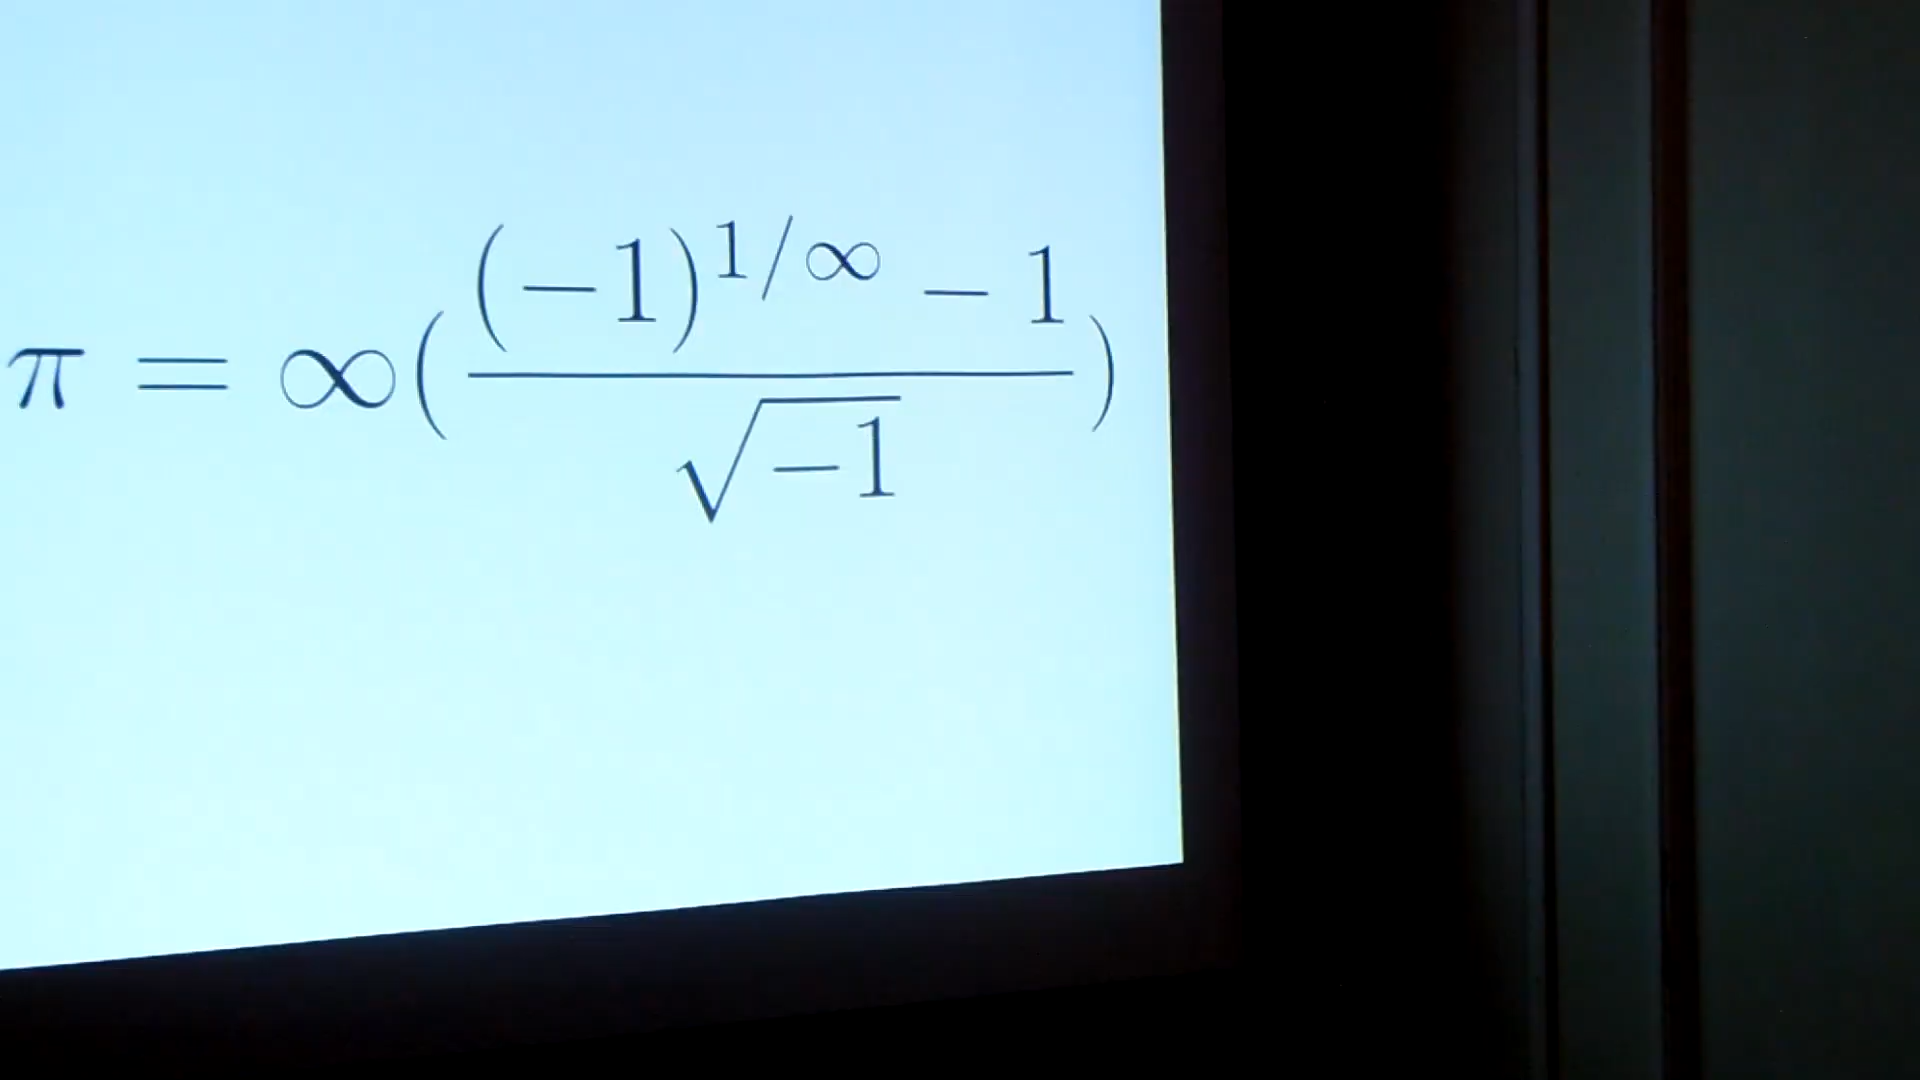 π = ∞((-1)^{1/∞} - 1 / √-1)